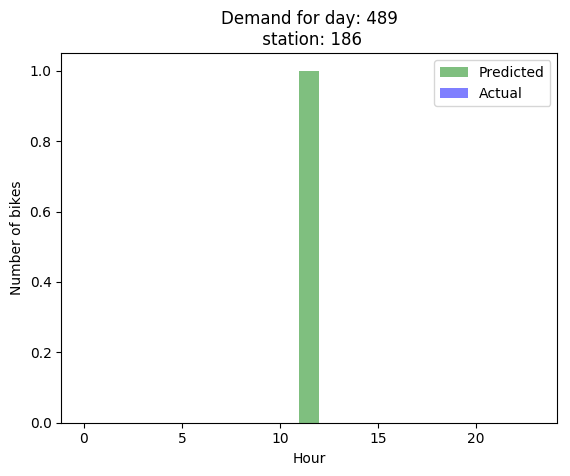 Demand for day: 489
station: 186
Predicted
Actual
1.0
0.8
0.6
0.4
0.2
0.0
Number of bikes
0 5 10 15 20
Hour